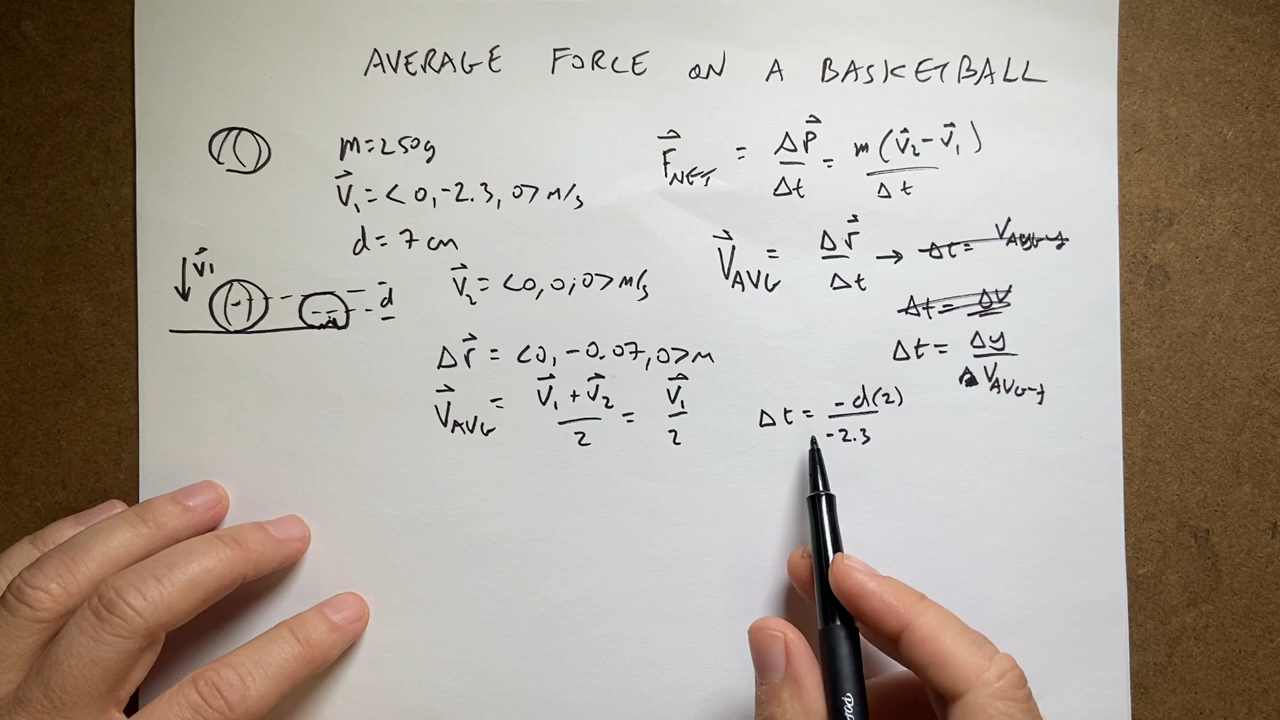 AVERAGE FORCE ON A BASKETBALL
m=250g
V⃗₁ = <0, -2.3, 0> m/s
d = 7 cm
V⃗₁
d
V⃗₂ = <0, 0, 0> m/s
Δr⃗ = <0, -0.07, 0> m
V⃗AVG = (V⃗₁ + V⃗₂)/2 = V⃗₁/2
F⃗NET = ΔP⃗/Δt = m(V⃗₂ - V⃗₁)/Δt
V⃗AVG = Δr⃗/Δt → Δt = VAVG-y
Δt = ΔV
Δt = Δy/VAVG-y
Δt = -d(2)/-2.3